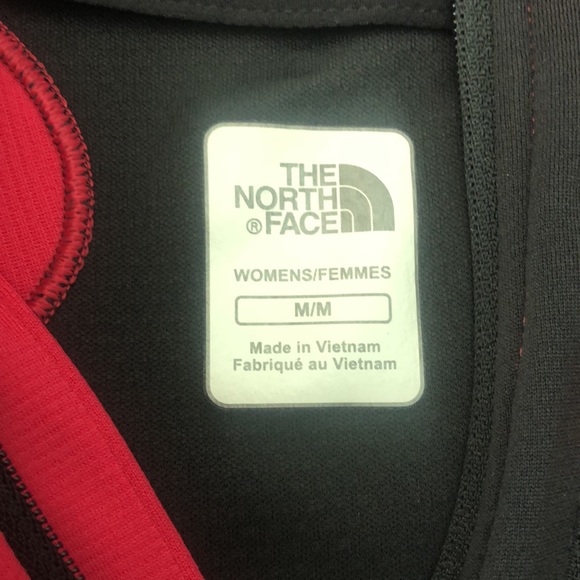 THE
NORTH
® FACE
WOMENS/FEMMES
M/M
Made in Vietnam
Fabriqué au Vietnam